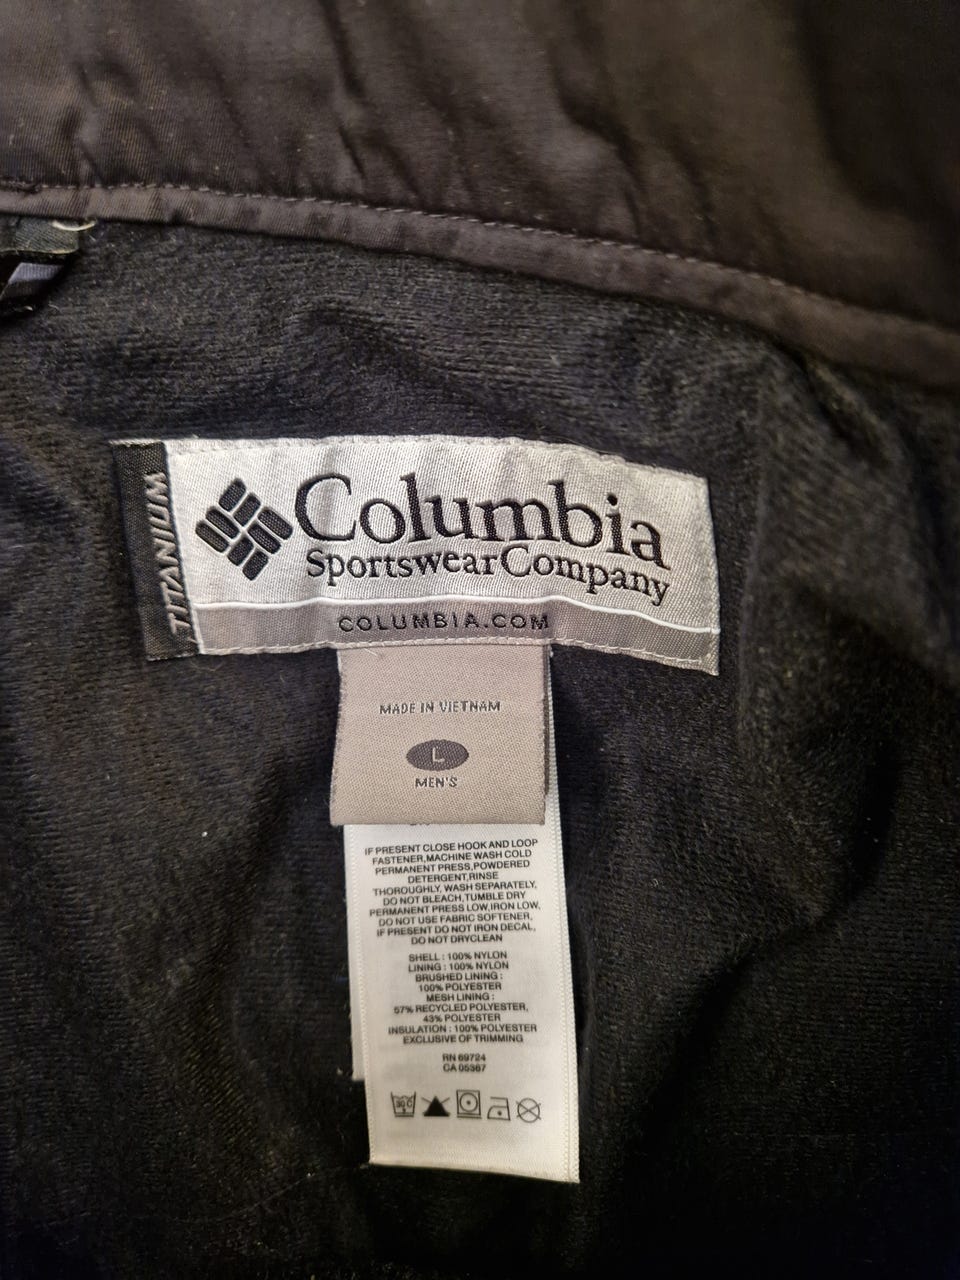 TITANIUM
Columbia
Sportswear Company
COLUMBIA.COM
MADE IN VIETNAM
L
MEN'S
IF PRESENT CLOSE HOOK AND LOOP
FASTENER,MACHINE WASH COLD
PERMANENT PRESS,POWDERED
DETERGENT,RINSE
THOROUGHLY, WASH SEPARATELY,
DO NOT BLEACH,TUMBLE DRY
PERMANENT PRESS LOW,IRON LOW,
DO NOT USE FABRIC SOFTENER,
IF PRESENT DO NOT IRON DECAL,
DO NOT DRYCLEAN
SHELL : 100% NYLON
LINING : 100% NYLON
BRUSHED LINING :
100% POLYESTER
MESH LINING :
57% RECYCLED POLYESTER,
43% POLYESTER
INSULATION : 100% POLYESTER
EXCLUSIVE OF TRIMMING
RN 69724
CA 05367
30 C